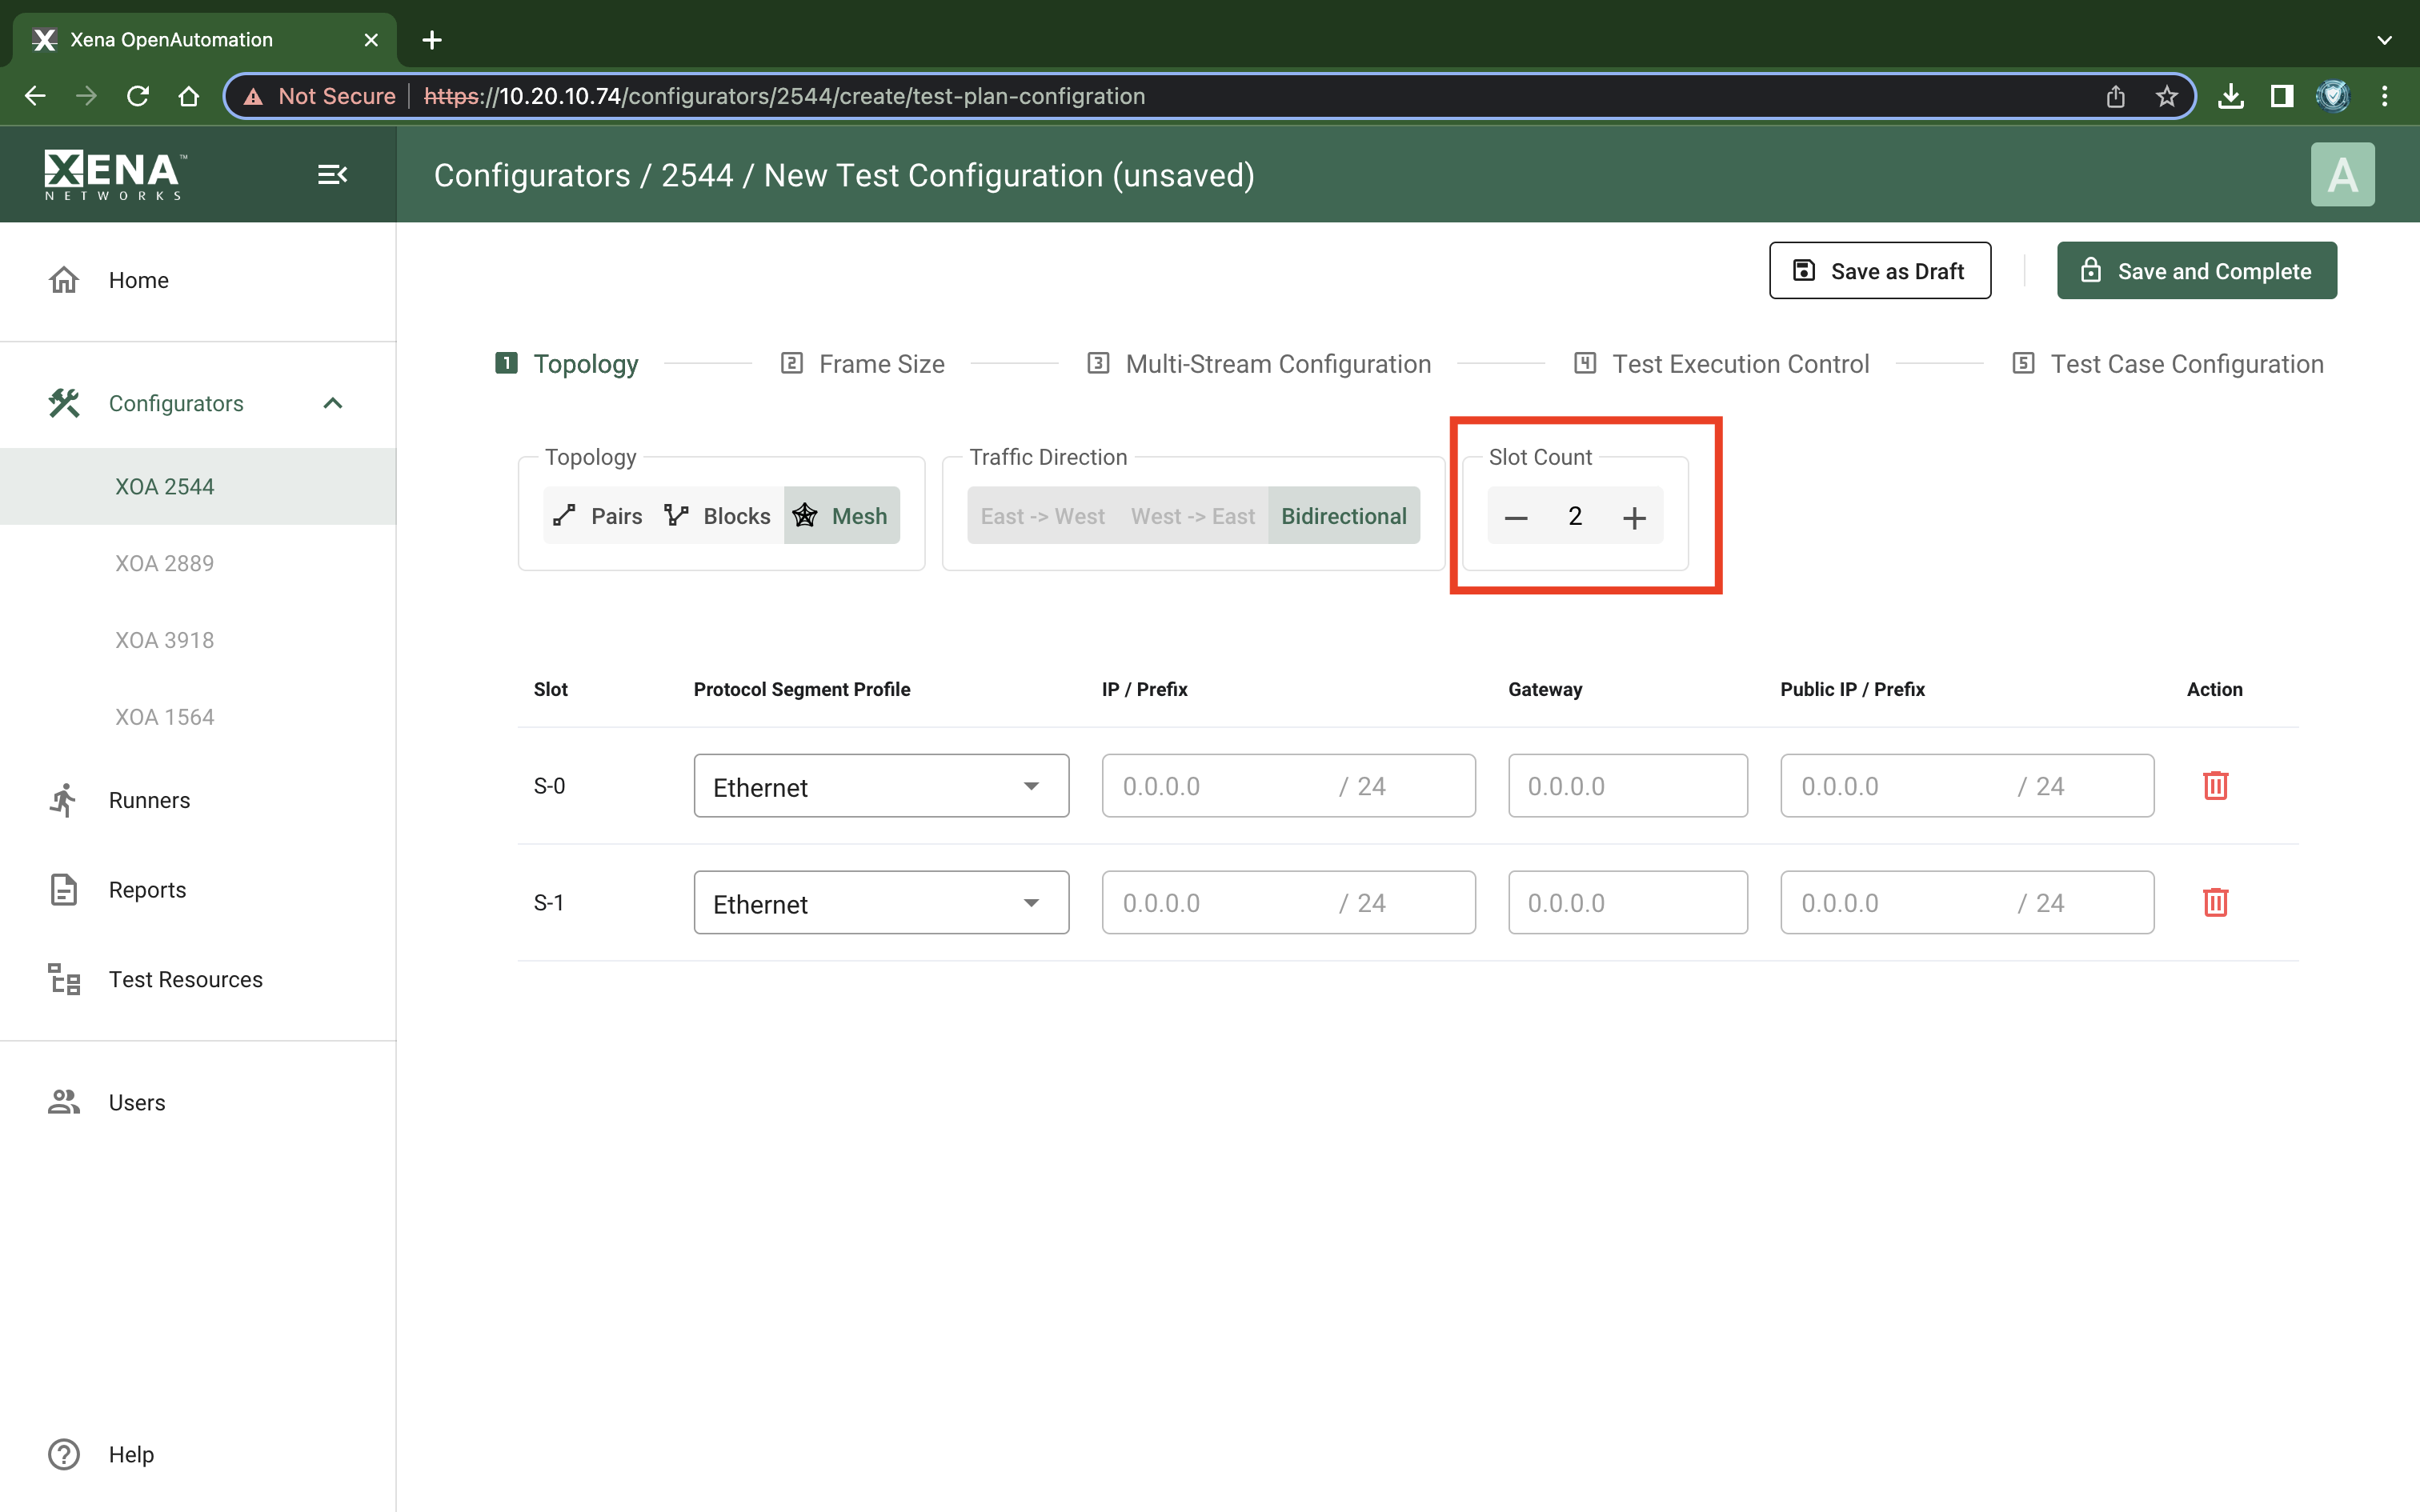 Xena OpenAutomation
Not Secure https://10.20.10.74/configurators/2544/create/test-plan-configration
XENA™
NETWORKS
Configurators / 2544 / New Test Configuration (unsaved)
A
Home
Configurators
XOA 2544
XOA 2889
XOA 3918
XOA 1564
Runners
Reports
Test Resources
Users
Help
Save as Draft
Save and Complete
1 Topology
2 Frame Size
3 Multi-Stream Configuration
4 Test Execution Control
5 Test Case Configuration
Topology
Pairs Blocks Mesh
Traffic Direction
East -> West West -> East Bidirectional
Slot Count
— 2 +
Slot Protocol Segment Profile IP / Prefix Gateway Public IP / Prefix Action
S-0 Ethernet 0.0.0.0 / 24 0.0.0.0 0.0.0.0 / 24
S-1 Ethernet 0.0.0.0 / 24 0.0.0.0 0.0.0.0 / 24